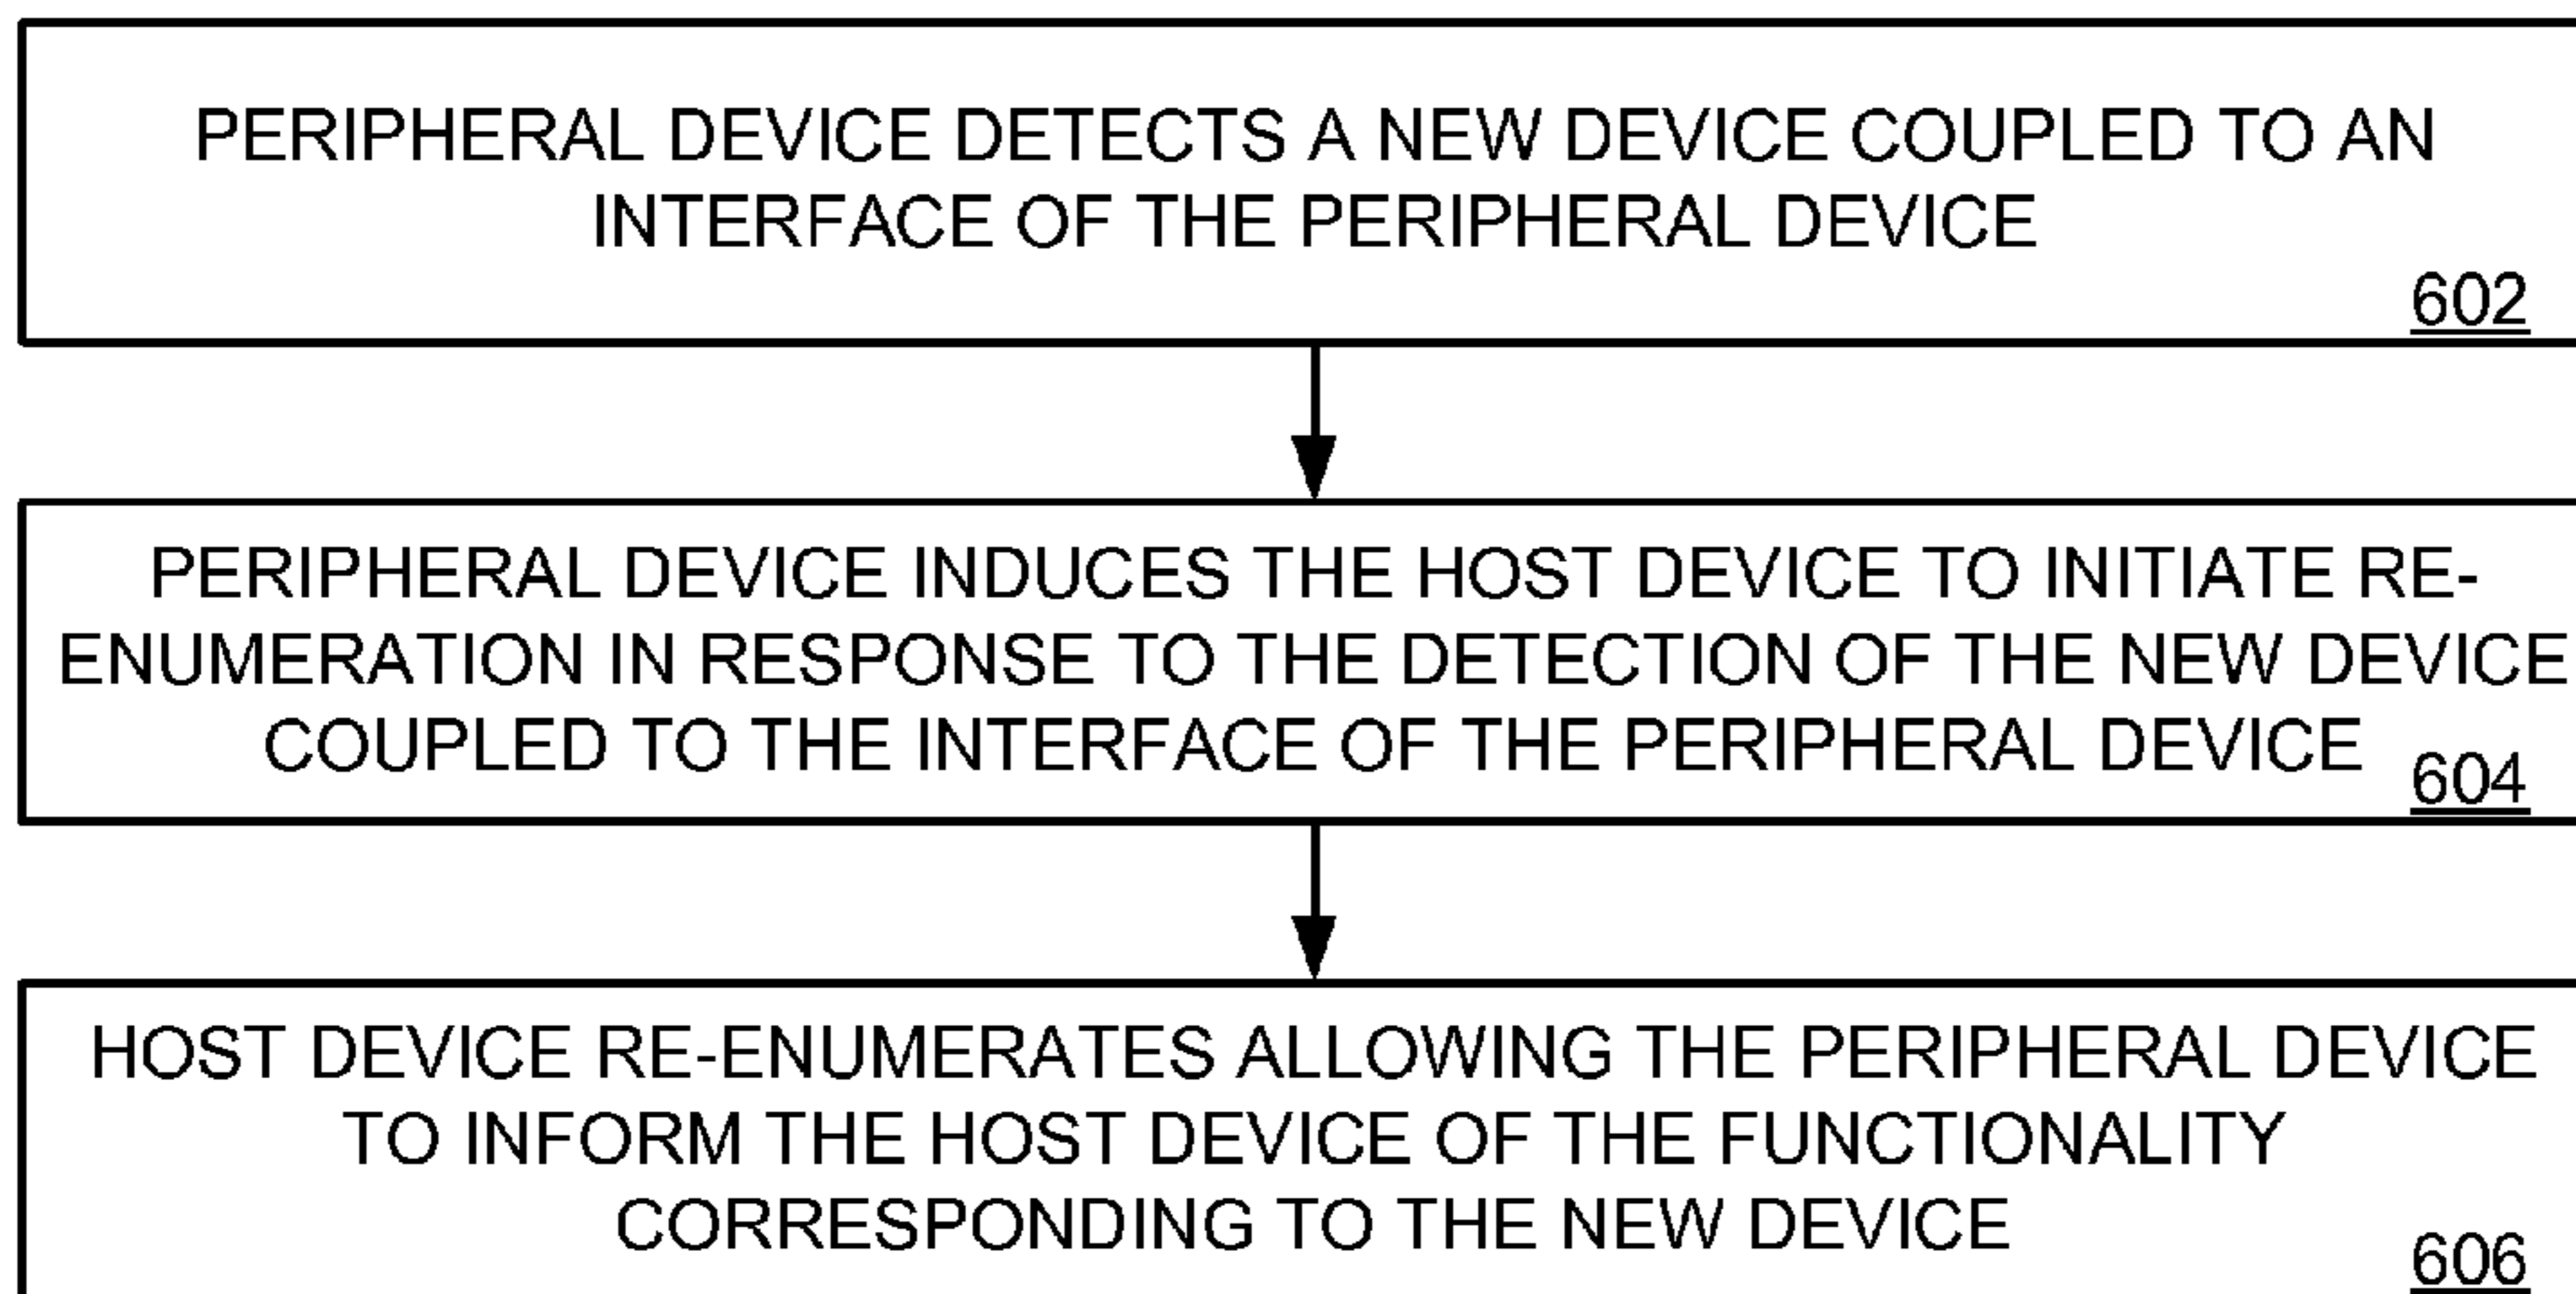 PERIPHERAL DEVICE DETECTS A NEW DEVICE COUPLED TO AN
INTERFACE OF THE PERIPHERAL DEVICE
602
PERIPHERAL DEVICE INDUCES THE HOST DEVICE TO INITIATE RE-
ENUMERATION IN RESPONSE TO THE DETECTION OF THE NEW DEVICE
COUPLED TO THE INTERFACE OF THE PERIPHERAL DEVICE
604
HOST DEVICE RE-ENUMERATES ALLOWING THE PERIPHERAL DEVICE
TO INFORM THE HOST DEVICE OF THE FUNCTIONALITY
CORRESPONDING TO THE NEW DEVICE
606